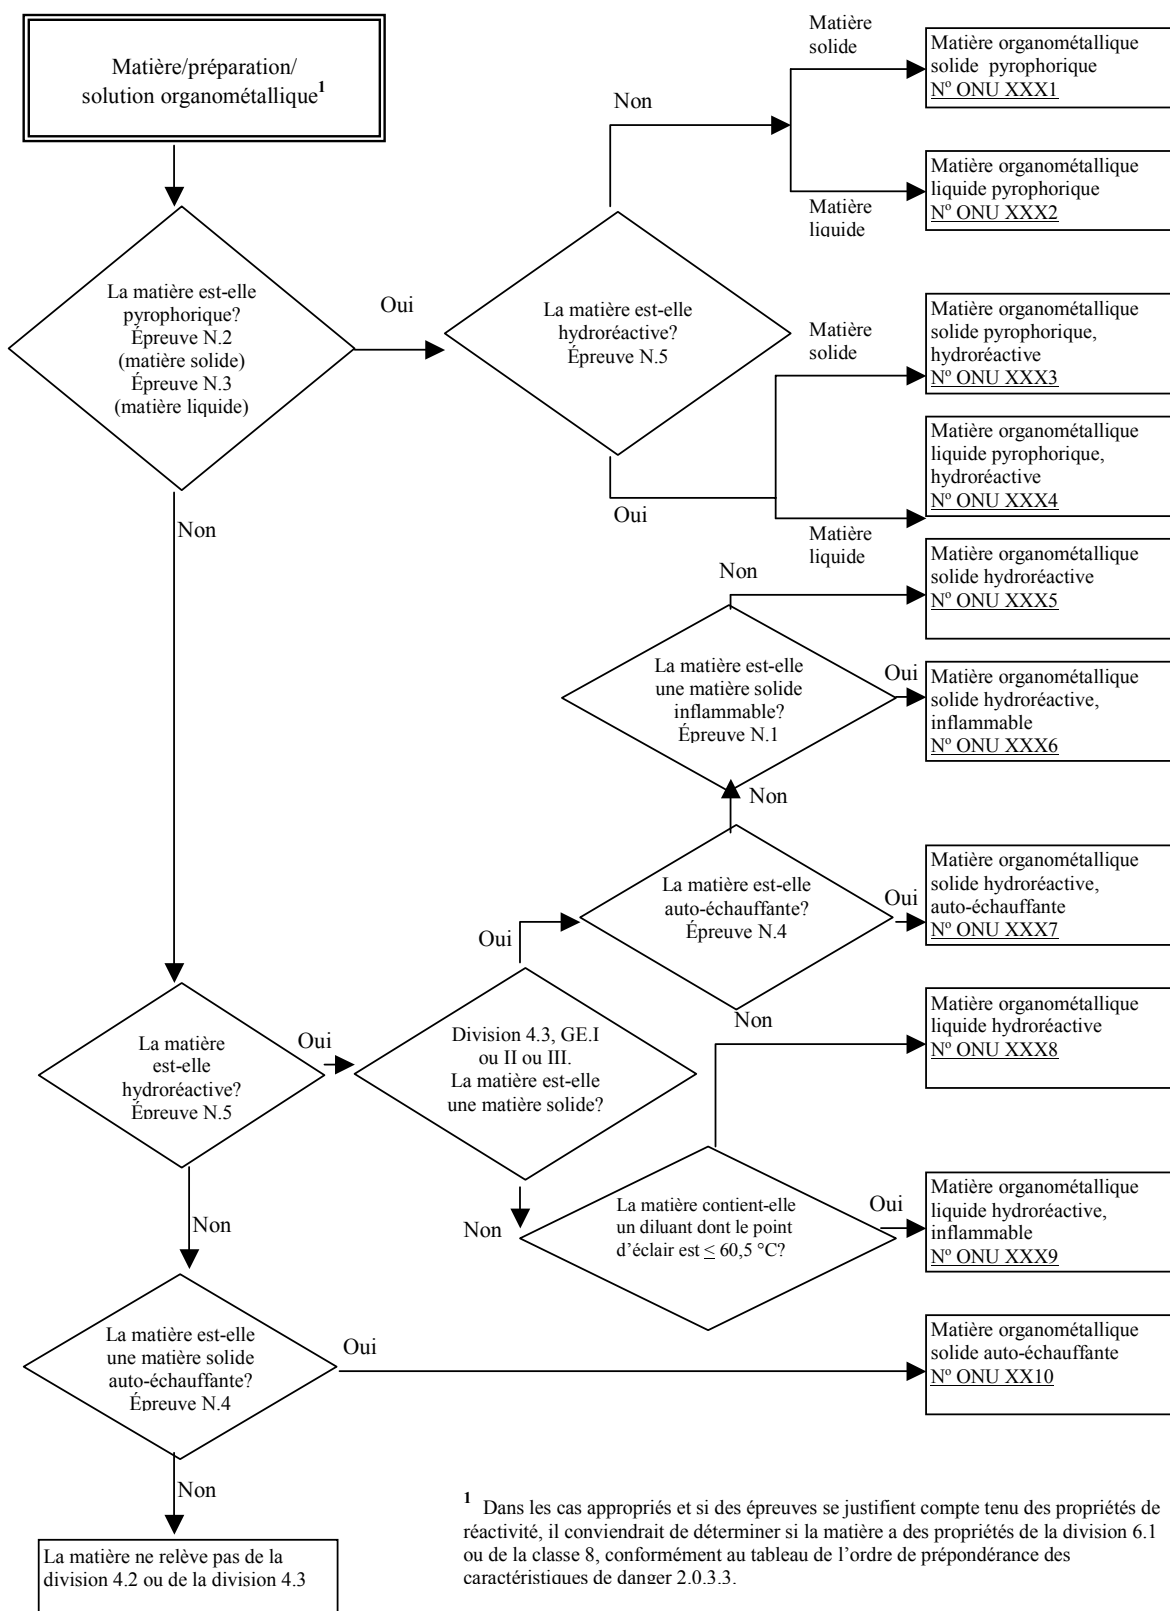 Matière/préparation/
solution organométallique¹
Matière
solide
Matière organométallique
solide pyrophorique
Nº ONU XXX1
Non
Matière organométallique
liquide pyrophorique
Nº ONU XXX2
Matière
liquide
La matière est-elle
pyrophorique?
Épreuve N.2
(matière solide)
Épreuve N.3
(matière liquide)
Oui
La matière est-elle
hydroréactive?
Épreuve N.5
Matière
solide
Matière organométallique
solide pyrophorique,
hydroréactive
Nº ONU XXX3
Matière organométallique
liquide pyrophorique,
hydroréactive
Nº ONU XXX4
Oui
Matière
liquide
Non
Non
Matière organométallique
solide hydroréactive
Nº ONU XXX5
La matière est-elle
une matière solide
inflammable?
Épreuve N.1
Oui
Matière organométallique
solide hydroréactive,
inflammable
Nº ONU XXX6
Non
La matière est-elle
auto-échauffante?
Épreuve N.4
Oui
Matière organométallique
solide hydroréactive,
auto-échauffante
Nº ONU XXX7
Oui
Non
Matière organométallique
liquide hydroréactive
Nº ONU XXX8
La matière
est-elle
hydroréactive?
Épreuve N.5
Oui
Division 4.3, GE.I
ou II ou III.
La matière est-elle
une matière solide?
Non
La matière contient-elle
un diluant dont le point
d’éclair est ≤ 60,5 °C?
Oui
Matière organométallique
liquide hydroréactive,
inflammable
Nº ONU XXX9
Non
La matière est-elle
une matière solide
auto-échauffante?
Épreuve N.4
Oui
Matière organométallique
solide auto-échauffante
Nº ONU XX10
Non
La matière ne relève pas de la
division 4.2 ou de la division 4.3
¹ Dans les cas appropriés et si des épreuves se justifient compte tenu des propriétés de
réactivité, il conviendrait de déterminer si la matière a des propriétés de la division 6.1
ou de la classe 8, conformément au tableau de l’ordre de prépondérance des
caractéristiques de danger 2.0.3.3.